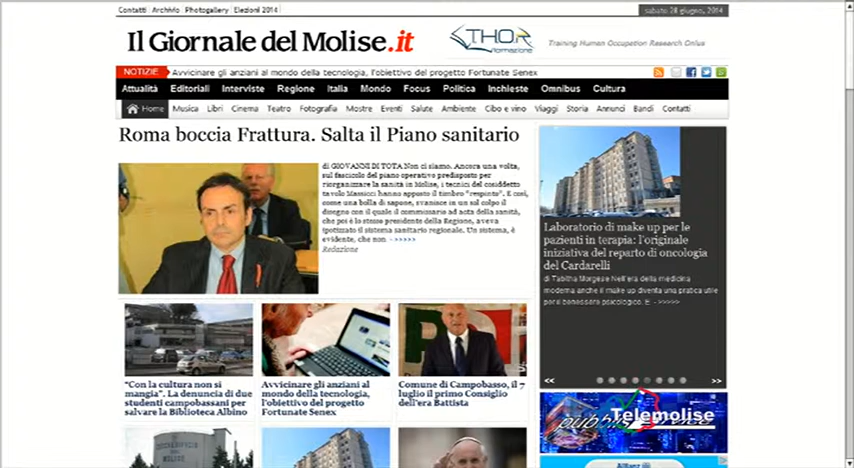 Contatti Archivio Photogallery Elezioni 2014
sabato 28 giugno, 2014
Il Giornale del Molise.it
THOR
formazione
Training Human Occupation Research Onlus
NOTIZIE
Avvicinare gli anziani al mondo della tecnologia, l'obiettivo del progetto Fortunate Senex
Attualità Editoriali Interviste Regione Italia Mondo Focus Politica Inchieste Omnibus Cultura
Home Musica Libri Cinema Teatro Fotografia Mostre Eventi Salute Ambiente Cibo e vino Viaggi Storia Annunci Bandi Contatti
Roma boccia Frattura. Salta il Piano sanitario
di GIOVANNI DI TOTA Non ci siamo. Ancora una volta,
sul fascicolo del piano operativo predisposto per
riorganizzare la sanità in Molise, i tecnici del cosiddetto
tavolo Massicci hanno apposto il timbro "respinto". E così,
come una bolla di sapone, svanisce in un sol colpo il
disegno con il quale il commissario ad acta della sanità,
che poi è lo stesso presidente della Regione, aveva
ipotizzato il sistema sanitario regionale. Un sistema, è
evidente, che non - >>>>>
Redazione
Laboratorio di make up per le
pazienti in terapia: l'originale
iniziativa del reparto di oncologia
del Cardarelli
di Tabitha Morgese Nell'era della medicina
moderna anche il make up diventa una pratica utile
per il benessere psicologico. E - >>>>>
<< >>
"Con la cultura non si
mangia". La denuncia di due
studenti campobassani per
salvare la Biblioteca Albino
Avvicinare gli anziani al
mondo della tecnologia,
l'obiettivo del progetto
Fortunate Senex
Comune di Campobasso, il 7
luglio il primo Consiglio
dell'era Battista
Telemolise
MOLISE
Allianz